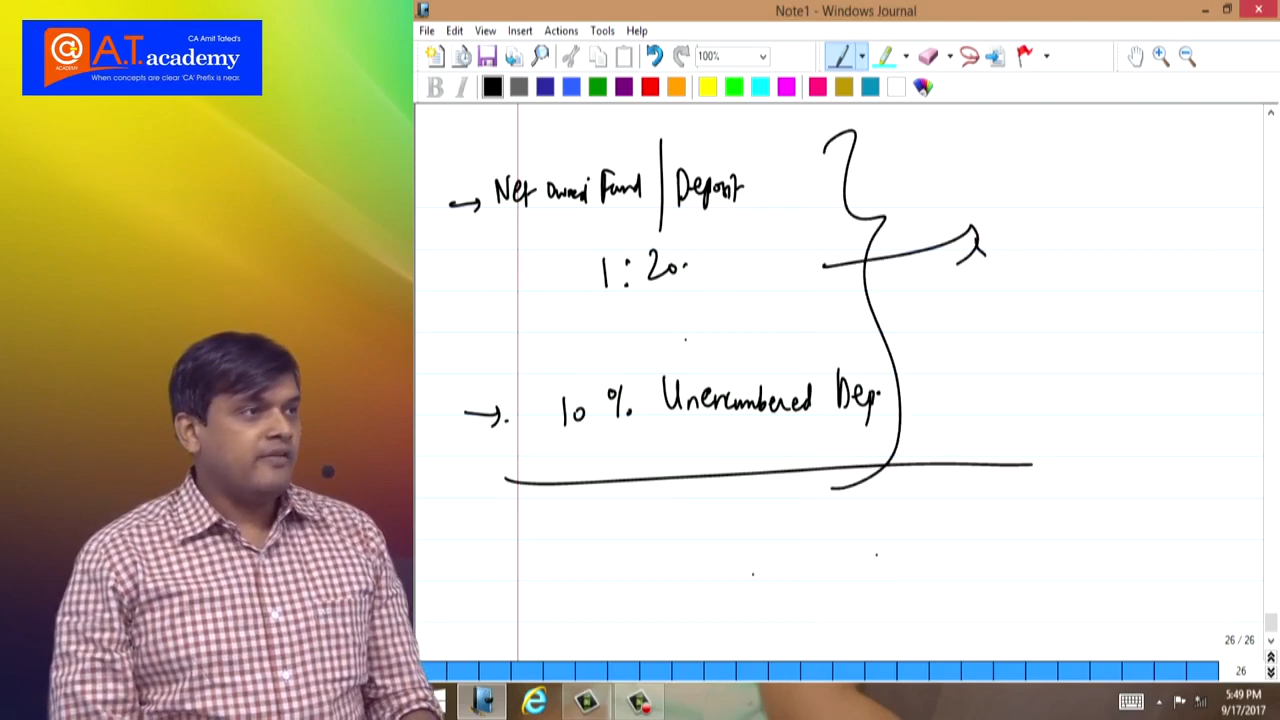 CA Amit Tated's
@ A.T. academy
ACADEMY
When concepts are clear 'CA' Prefix is near.
Note1 - Windows Journal
File Edit View Insert Actions Tools Help
100%
B I
→ Net owned Fund | Deposit
1 : 20.
→ 10 % Unencumbered Dep.
26 / 26
26
5:49 PM
9/17/2017